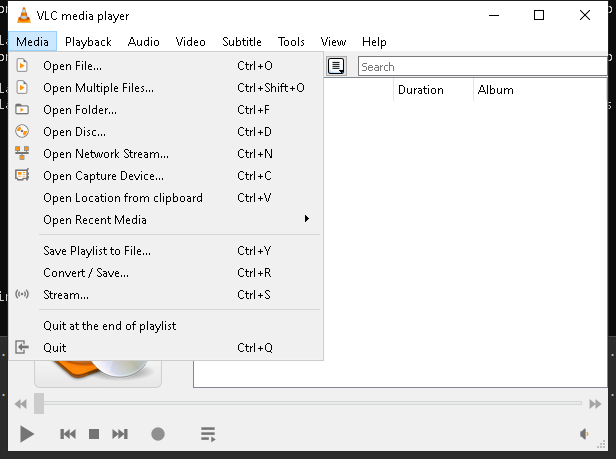 VLC media player
Media Playback Audio Video Subtitle Tools View Help
Open File... Ctrl+O
Open Multiple Files... Ctrl+Shift+O
Open Folder... Ctrl+F
Open Disc... Ctrl+D
Open Network Stream... Ctrl+N
Open Capture Device... Ctrl+C
Open Location from clipboard Ctrl+V
Open Recent Media
Save Playlist to File... Ctrl+Y
Convert / Save... Ctrl+R
Stream... Ctrl+S
Quit at the end of playlist
Quit Ctrl+Q
Search
Duration Album